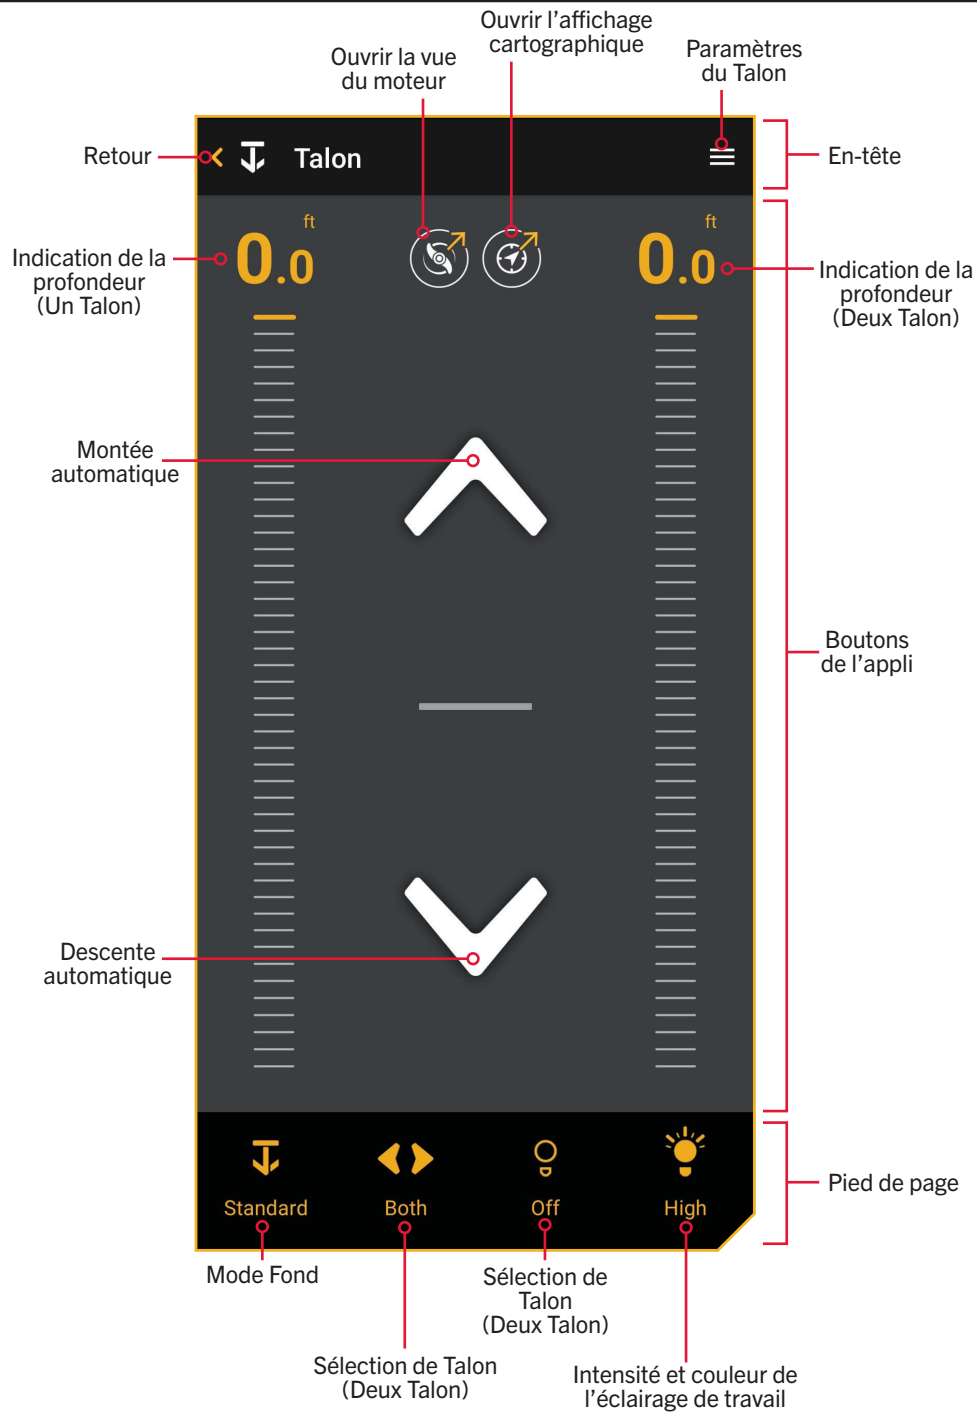 Ouvrir l’affichage
cartographique
Ouvrir la vue
du moteur
Paramètres
du Talon
Retour
Talon
En-tête
0.0 ft
0.0 ft
Indication de la
profondeur
(Un Talon)
Indication de la
profondeur
(Deux Talon)
Montée
automatique
Boutons
de l’appli
Descente
automatique
Standard
Both
Off
High
Pied de page
Mode Fond
Sélection de
Talon
(Deux Talon)
Sélection de Talon
(Deux Talon)
Intensité et couleur de
l’éclairage de travail